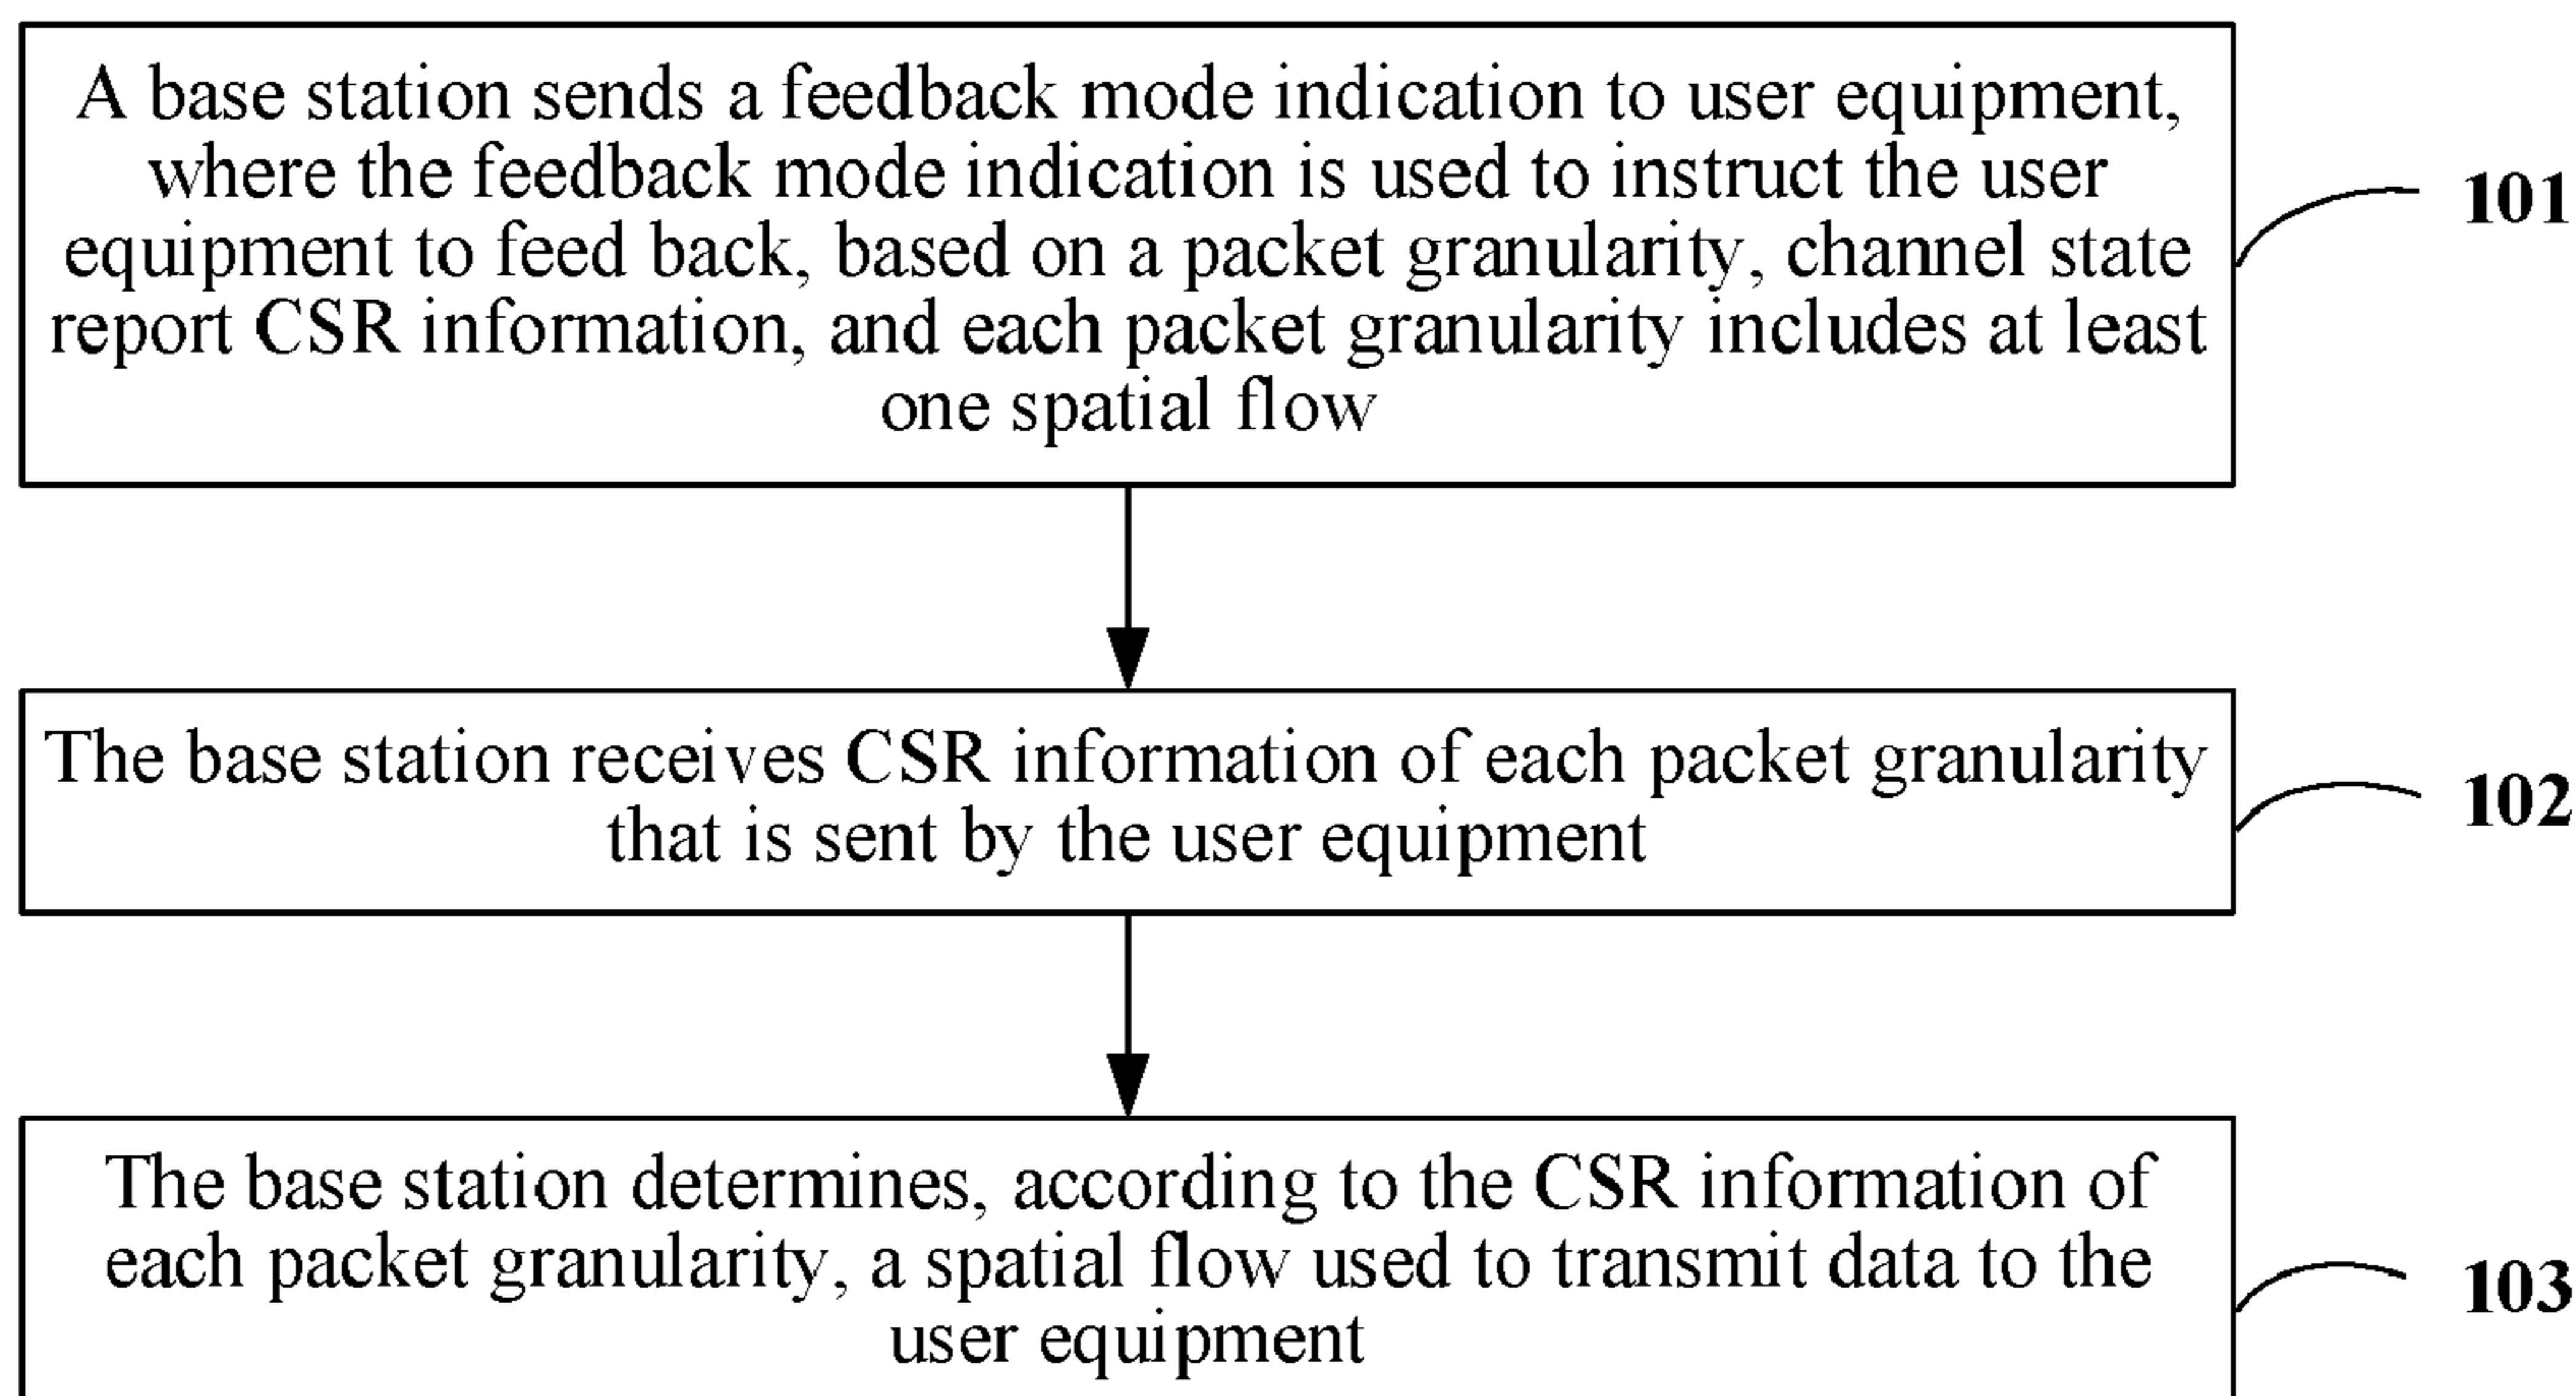 A base station sends a feedback mode indication to user equipment,
where the feedback mode indication is used to instruct the user
equipment to feed back, based on a packet granularity, channel state
report CSR information, and each packet granularity includes at least
one spatial flow
101
The base station receives CSR information of each packet granularity
that is sent by the user equipment
102
The base station determines, according to the CSR information of
each packet granularity, a spatial flow used to transmit data to the
user equipment
103